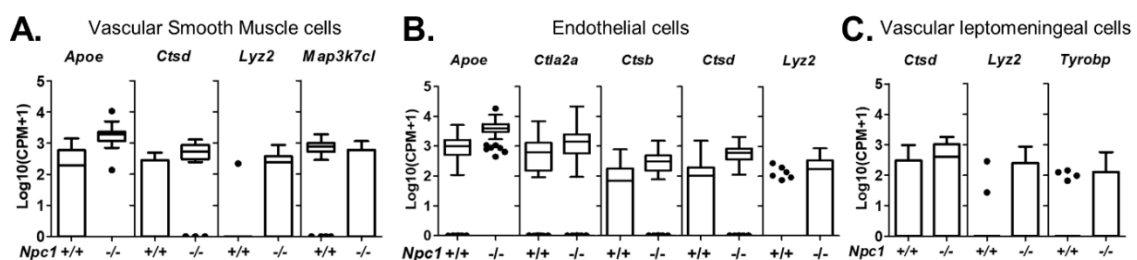 A. Vascular Smooth Muscle cells
Apoe Ctsd Lyz2 Map3k7cl
Log10(CPM+1)
5
4
3
2
1
0
Npc1 +/+ -/- +/+ -/- +/+ -/- +/+ -/-
B. Endothelial cells
Apoe Ctla2a Ctsb Ctsd Lyz2
Log10(CPM+1)
5
4
3
2
1
0
Npc1 +/+ -/- +/+ -/- +/+ -/- +/+ -/- +/+ -/-
C. Vascular leptomeningeal cells
Ctsd Lyz2 Tyrobp
Log10(CPM+1)
5
4
3
2
1
0
Npc1 +/+ -/- +/+ -/- +/+ -/-